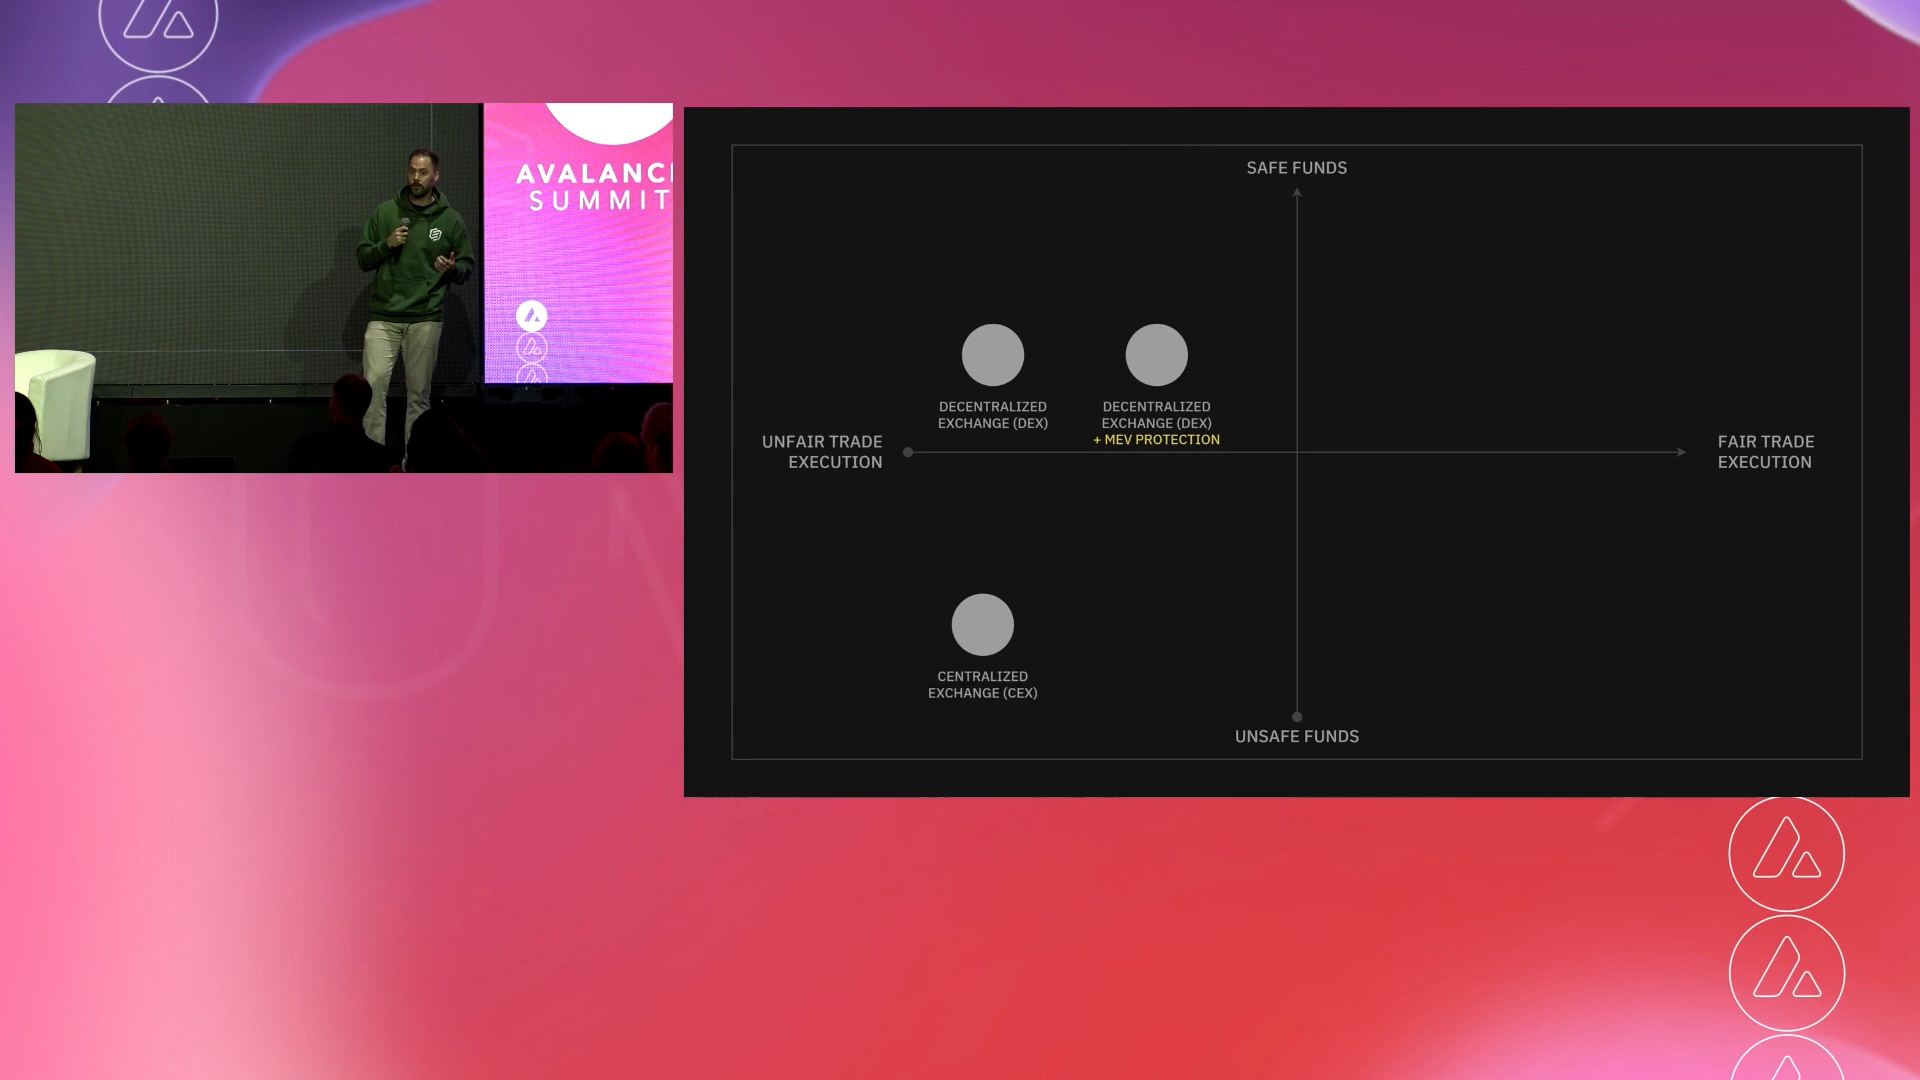 AVALANC
SUMMIT
SAFE FUNDS
DECENTRALIZED
EXCHANGE (DEX)
DECENTRALIZED
EXCHANGE (DEX)
+ MEV PROTECTION
UNFAIR TRADE
EXECUTION
FAIR TRADE
EXECUTION
CENTRALIZED
EXCHANGE (CEX)
UNSAFE FUNDS